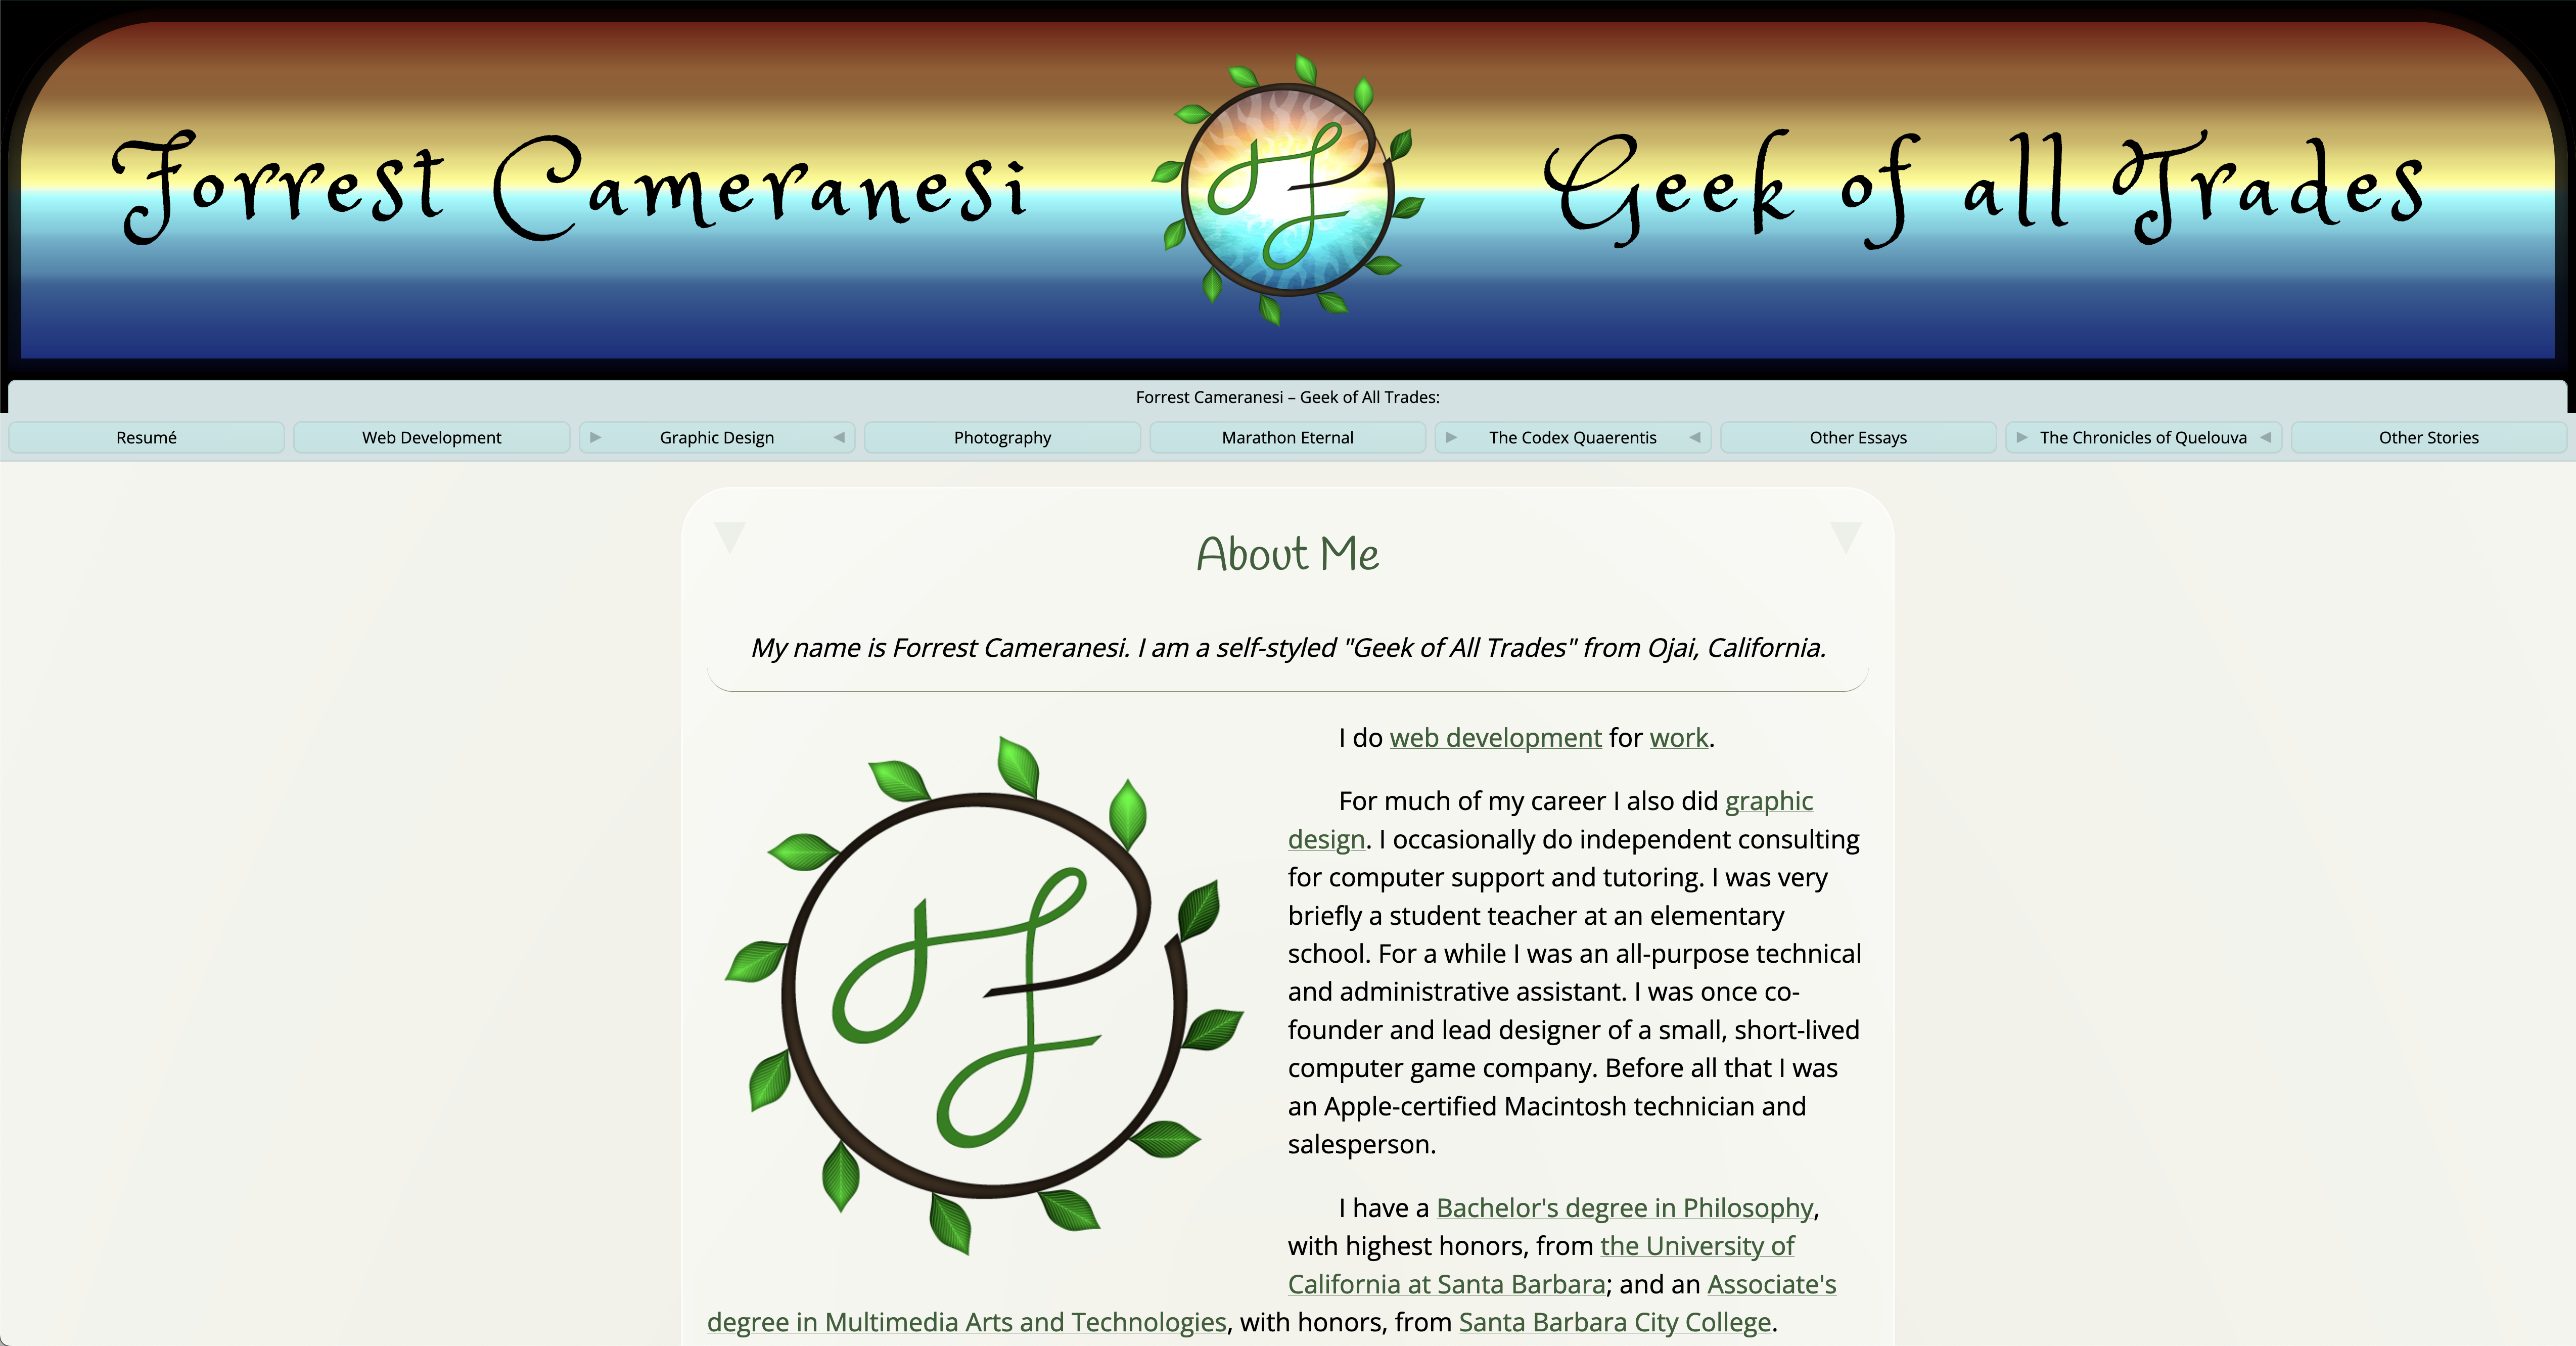 Forrest Cameranesi Geek of all Trades
Forrest Cameranesi – Geek of All Trades:
Resumé Web Development Graphic Design Photography Marathon Eternal The Codex Quaerentis Other Essays The Chronicles of Quelouva Other Stories
About Me
My name is Forrest Cameranesi. I am a self-styled "Geek of All Trades" from Ojai, California.
I do web development for work.
For much of my career I also did graphic
design. I occasionally do independent consulting
for computer support and tutoring. I was very
briefly a student teacher at an elementary
school. For a while I was an all-purpose technical
and administrative assistant. I was once co-
founder and lead designer of a small, short-lived
computer game company. Before all that I was
an Apple-certified Macintosh technician and
salesperson.
I have a Bachelor's degree in Philosophy,
with highest honors, from the University of
California at Santa Barbara; and an Associate's
degree in Multimedia Arts and Technologies, with honors, from Santa Barbara City College.